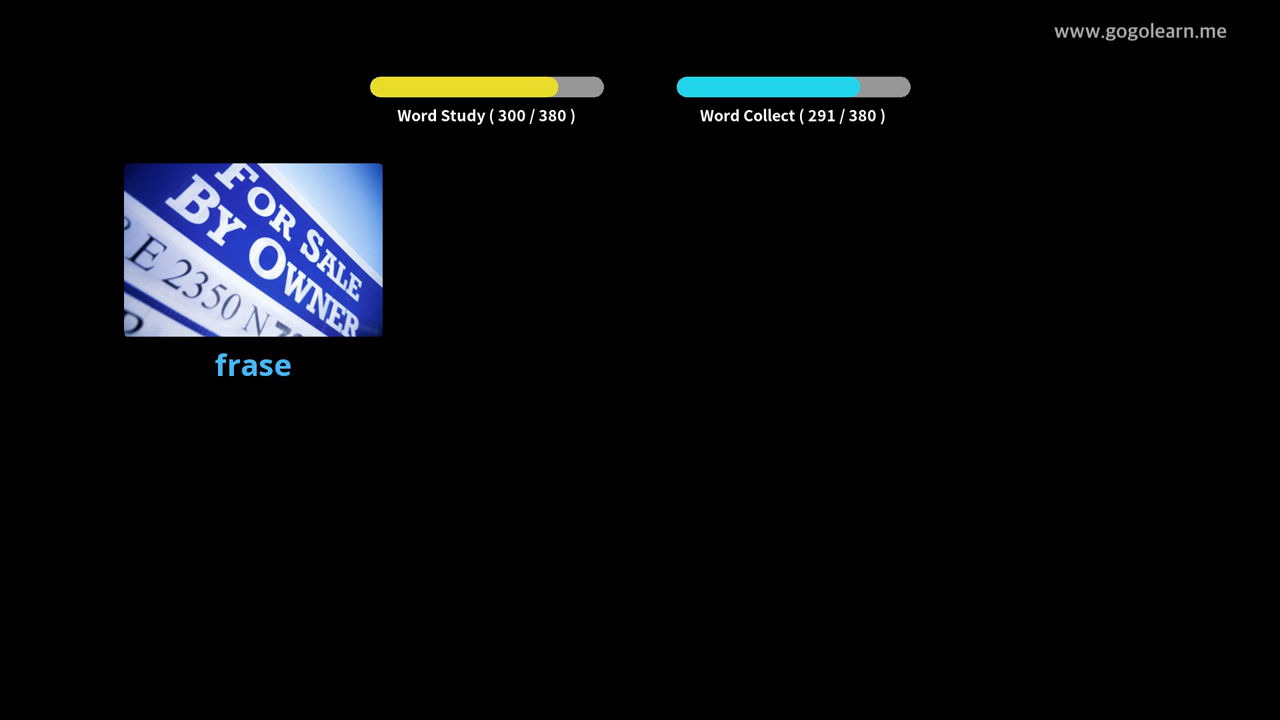 www.gogolearn.me
Word Study ( 300 / 380 )
Word Collect ( 291 / 380 )
FOR SALE
BY OWNER
E 2350 N
frase